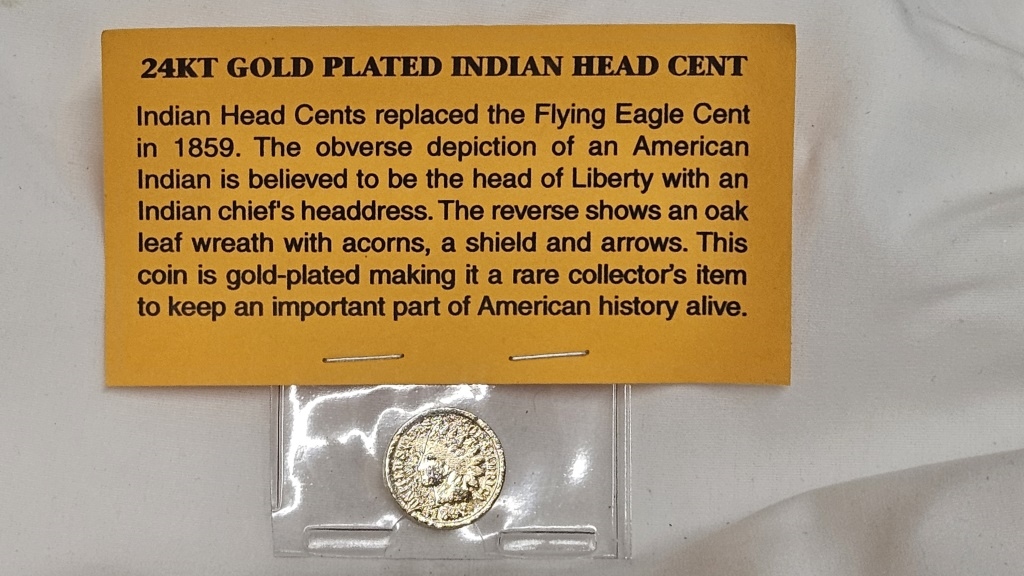 24KT GOLD PLATED INDIAN HEAD CENT
Indian Head Cents replaced the Flying Eagle Cent
in 1859. The obverse depiction of an American
Indian is believed to be the head of Liberty with an
Indian chief's headdress. The reverse shows an oak
leaf wreath with acorns, a shield and arrows. This
coin is gold-plated making it a rare collector's item
to keep an important part of American history alive.